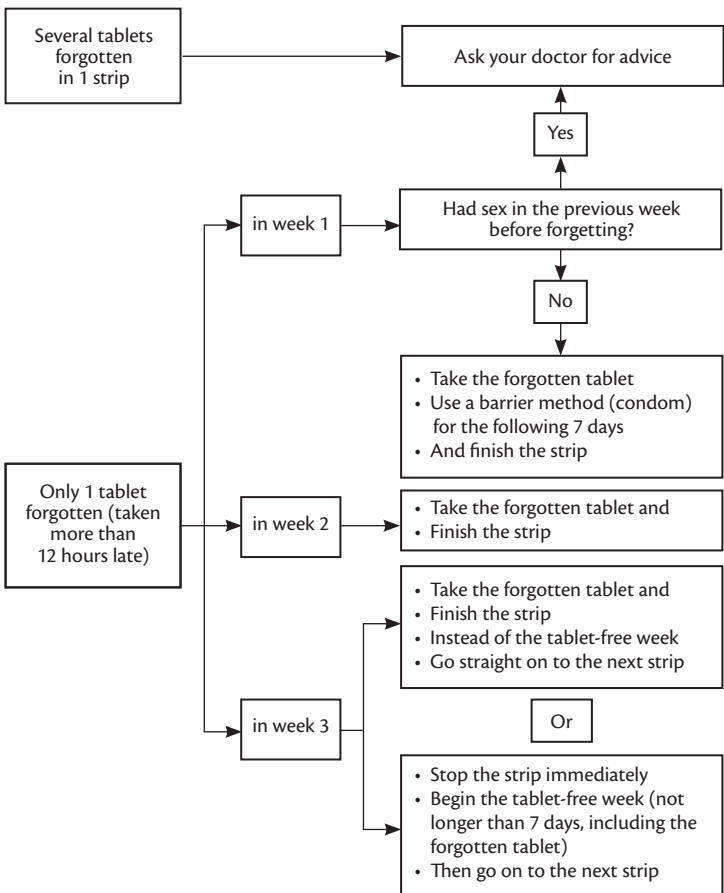 Several tablets
forgotten
in 1 strip
Ask your doctor for advice
Yes
in week 1
Had sex in the previous week
before forgetting?
No
• Take the forgotten tablet
• Use a barrier method (condom)
for the following 7 days
• And finish the strip
Only 1 tablet
forgotten (taken
more than
12 hours late)
in week 2
• Take the forgotten tablet and
• Finish the strip
• Take the forgotten tablet and
• Finish the strip
• Instead of the tablet-free week
• Go straight on to the next strip
in week 3
Or
• Stop the strip immediately
• Begin the tablet-free week (not
longer than 7 days, including the
forgotten tablet)
• Then go on to the next strip